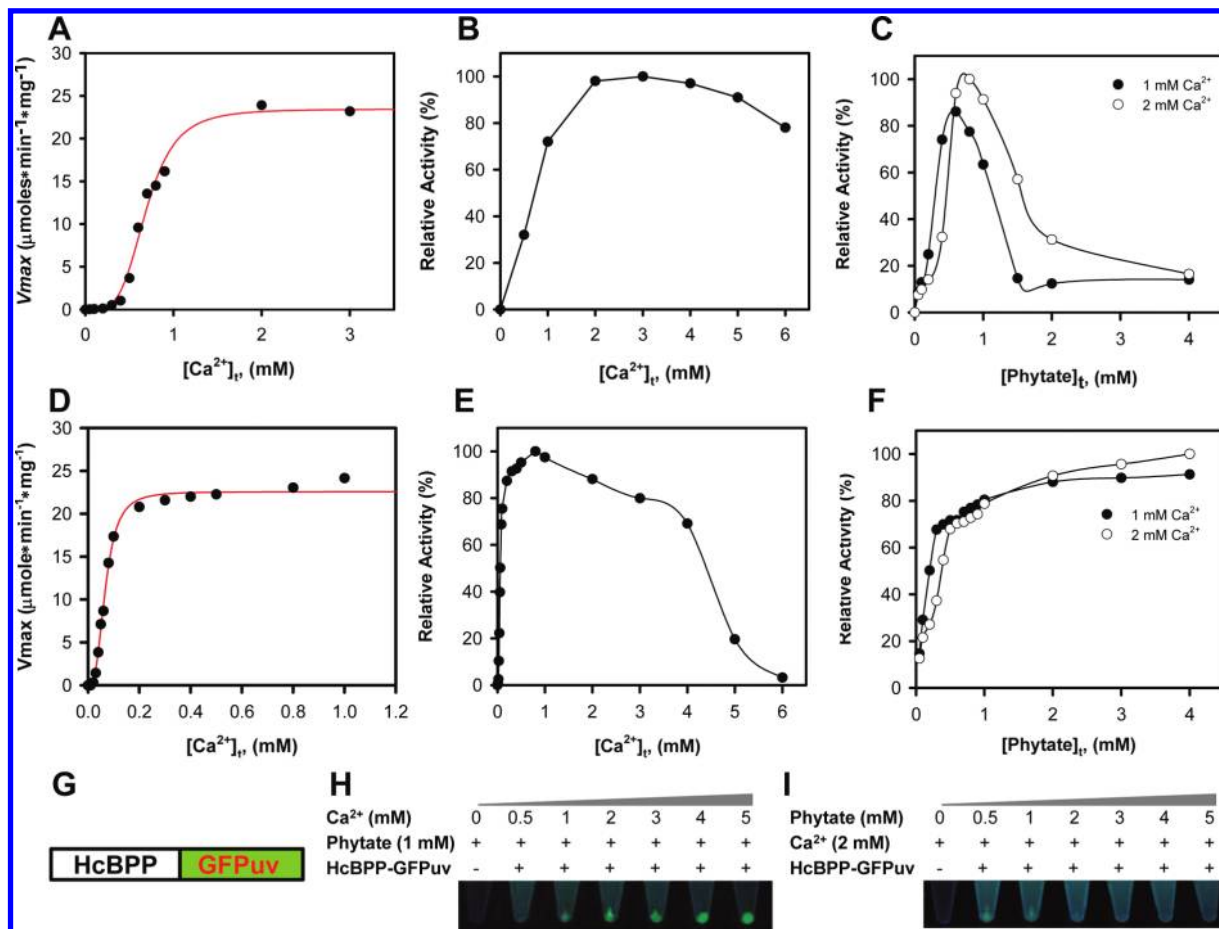 A
Vmax (μmoles*min⁻¹*mg⁻¹)
30
25
20
15
10
5
0
0 1 2 3
[Ca²⁺]t, (mM)
B
Relative Activity (%)
100
80
60
40
20
0
0 1 2 3 4 5 6
[Ca²⁺]t, (mM)
C
Relative Activity (%)
100
80
60
40
20
0
1 mM Ca²⁺
2 mM Ca²⁺
0 1 2 3 4
[Phytate]t, (mM)
D
Vmax (μmole*min⁻¹*mg⁻¹)
30
25
20
15
10
5
0
0.0 0.2 0.4 0.6 0.8 1.0 1.2
[Ca²⁺]t, (mM)
E
Relative Activity (%)
100
80
60
40
20
0
0 1 2 3 4 5 6
[Ca²⁺]t, (mM)
F
Relative Activity (%)
100
80
60
40
20
0
1 mM Ca²⁺
2 mM Ca²⁺
0 1 2 3 4
[Phytate]t, (mM)
G
HcBPP GFPuv
H
Ca²⁺ (mM) 0 0.5 1 2 3 4 5
Phytate (1 mM) + + + + + + +
HcBPP-GFPuv - + + + + + +
I
Phytate (mM) 0 0.5 1 2 3 4 5
Ca²⁺ (2 mM) + + + + + + +
HcBPP-GFPuv - + + + + + +